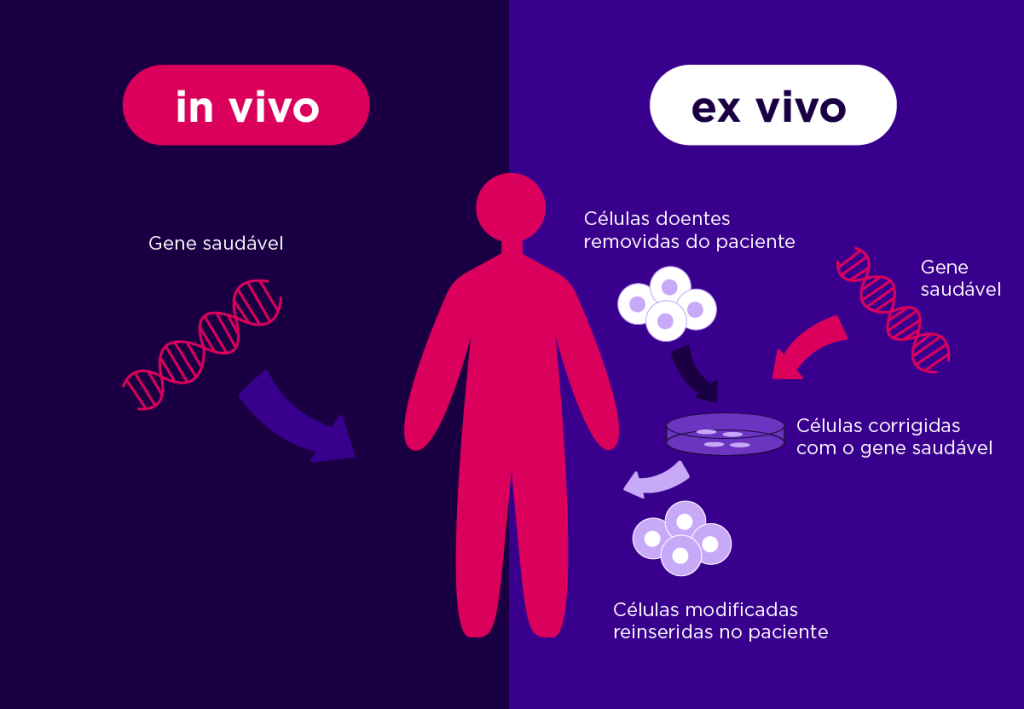 in vivo
Gene saudável
ex vivo
Células doentes
removidas do paciente
Gene
saudável
Células corrigidas
com o gene saudável
Células modificadas
reinseridas no paciente